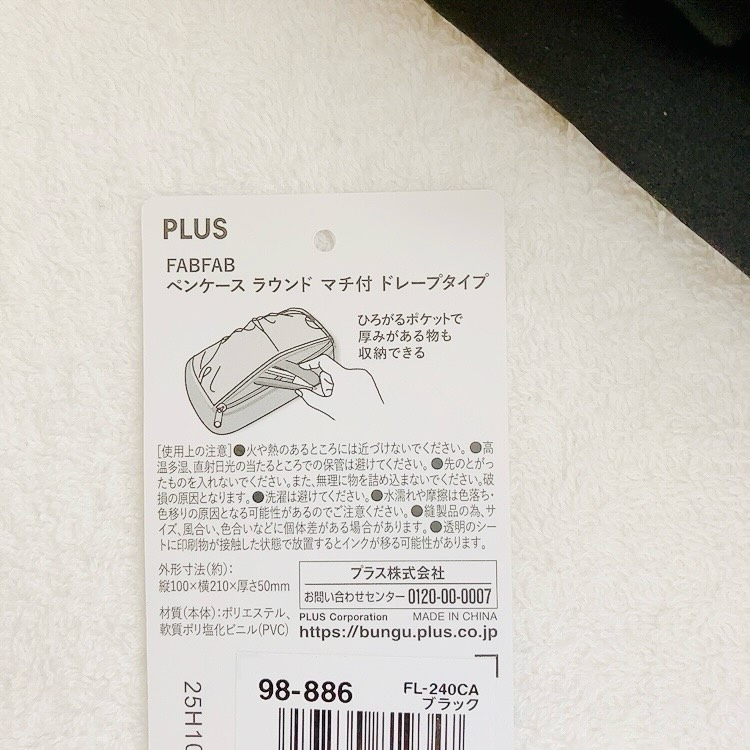 PLUS
FABFAB
ペンケース ラウンド マチ付 ドレープタイプ
ひろがるポケットで
厚みがある物も
収納できる
[使用上の注意]●火や熱のあるところには近づけないでください。●高
温多湿、直射日光の当たるところでの保管は避けてください。●先のとがっ
たものを入れないでください。また、無理に物を詰め込まないでください。破
損の原因となります。●洗濯は避けてください。●水濡れや摩擦は色落ち・
色移りの原因となる可能性があるのでご注意ください。●縫製品の為、サ
イズ、風合い、色合いなどに個体差がある場合があります。●透明のシー
トに印刷物が接触した状態で放置するとインクが移る可能性があります。
外形寸法(約):
縦100×横210×厚さ50mm
材質(本体):ポリエステル、
軟質ポリ塩化ビニル(PVC)
プラス株式会社
お問い合わせセンター 0120-00-0007
PLUS Corporation MADE IN CHINA
https://bungu.plus.co.jp
98-886
FL-240CA
ブラック
25H10